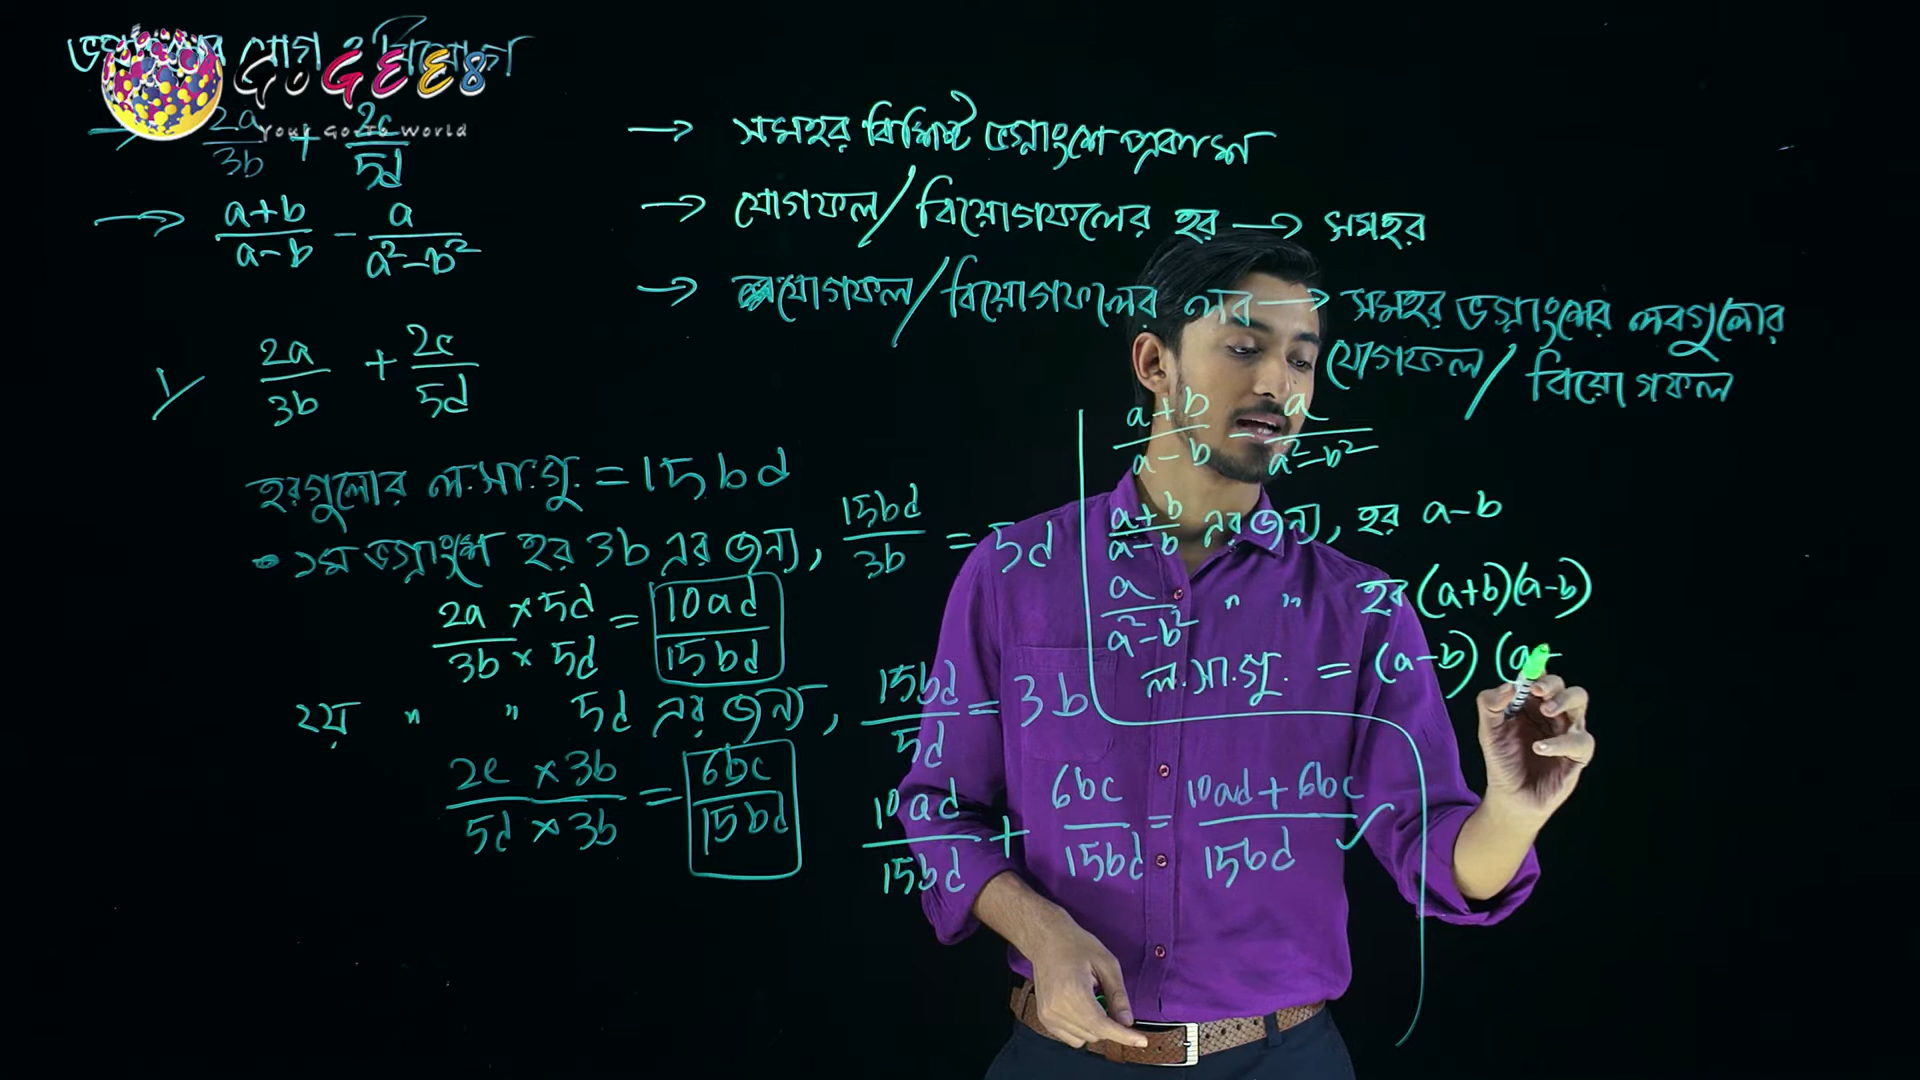 ভগ্নাংশের যোগ ও বিয়োগ
GOGEEBO
Your Go-To World
→ 2a/3b + 2c/5d
→ (a+b)/(a-b) - a/(a²-b²)
→ সমহর বিশিষ্ট ভগ্নাংশে প্রকাশ
→ যোগফল/বিয়োগফলের হর → সমহর
→ যোগফল/বিয়োগফলের লব → সমহর ভগ্নাংশের লবগুলোর
যোগফল/বিয়োগফল
1/ 2a/3b + 2c/5d
হরগুলোর ল.সা.গু. = 15bd
• ১ম ভগ্নাংশে হর 3b এর জন্য, 15bd/3b = 5d
(2a × 5d)/(3b × 5d) = 10ad/15bd
২য় " " 5d এর জন্য, 15bd/5d = 3b
(2c × 3b)/(5d × 3b) = 6bc/15bd
10ad/15bd + 6bc/15bd = (10ad + 6bc)/15bd
(a+b)/(a-b) - a/(a²-b²)
(a+b)/(a-b) এর জন্য, হর a-b
a/(a²-b²) " " হর (a+b)(a-b)
ল.সা.গু. = (a-b) (a